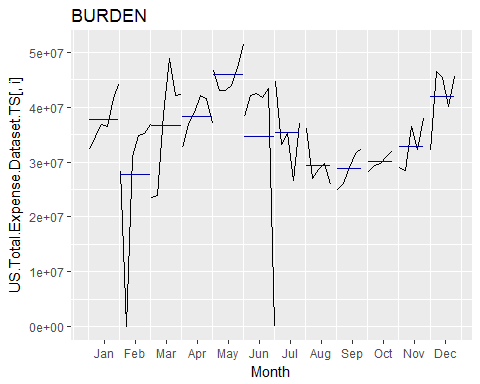 BURDEN
US.Total.Expense.Dataset.TS[, i]
5e+07
4e+07
3e+07
2e+07
1e+07
0e+00
Jan Feb Mar Apr May Jun Jul Aug Sep Oct Nov Dec
Month